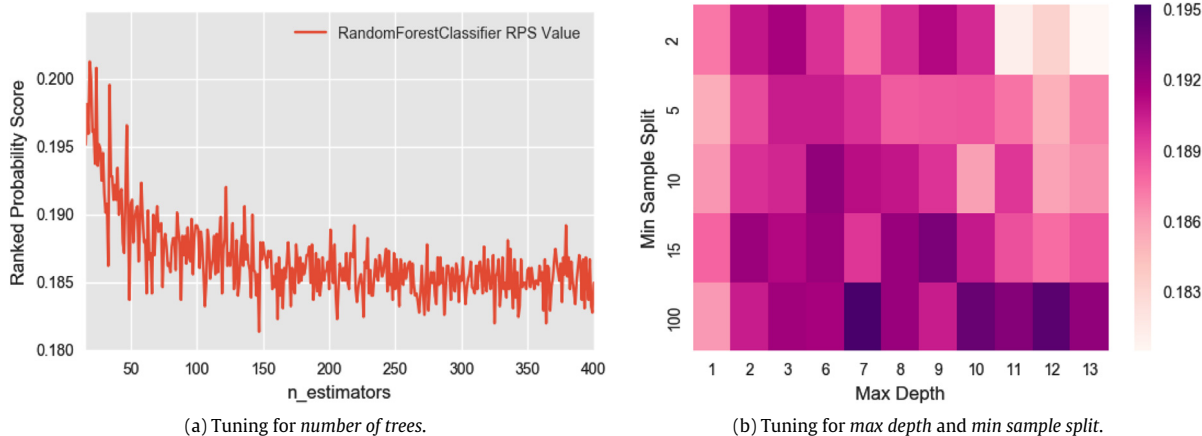 RandomForestClassifier RPS Value
Ranked Probability Score
0.200
0.195
0.190
0.185
0.180
50 100 150 200 250 300 350 400
n_estimators
(a) Tuning for number of trees.
Min Sample Split
2
5
10
15
100
1 2 3 6 7 8 9 10 11 12 13
Max Depth
0.195
0.192
0.189
0.186
0.183
(b) Tuning for max depth and min sample split.